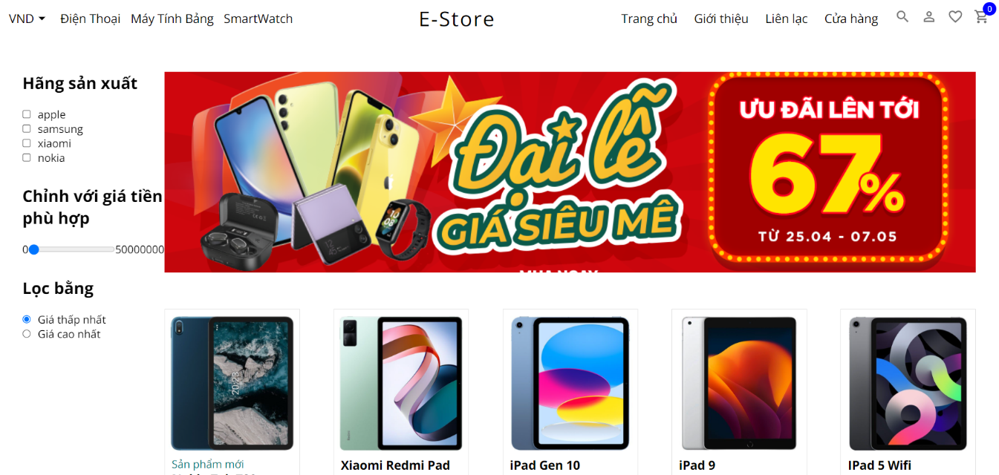 VND Điện Thoại Máy Tính Bảng SmartWatch E-Store Trang chủ Giới thiệu Liên lạc Cửa hàng 0
Hãng sản xuất
apple
samsung
xiaomi
nokia
Chỉnh với giá tiền
phù hợp
0 50000000
Lọc bằng
Giá thấp nhất
Giá cao nhất
Đại lễ
GIÁ SIÊU MÊ
MUA NGAY
ƯU ĐÃI LÊN TỚI
67%
TỪ 25.04 - 07.05
20:23
Sản phẩm mới
Xiaomi Redmi Pad
iPad Gen 10
iPad 9
IPad 5 Wifi